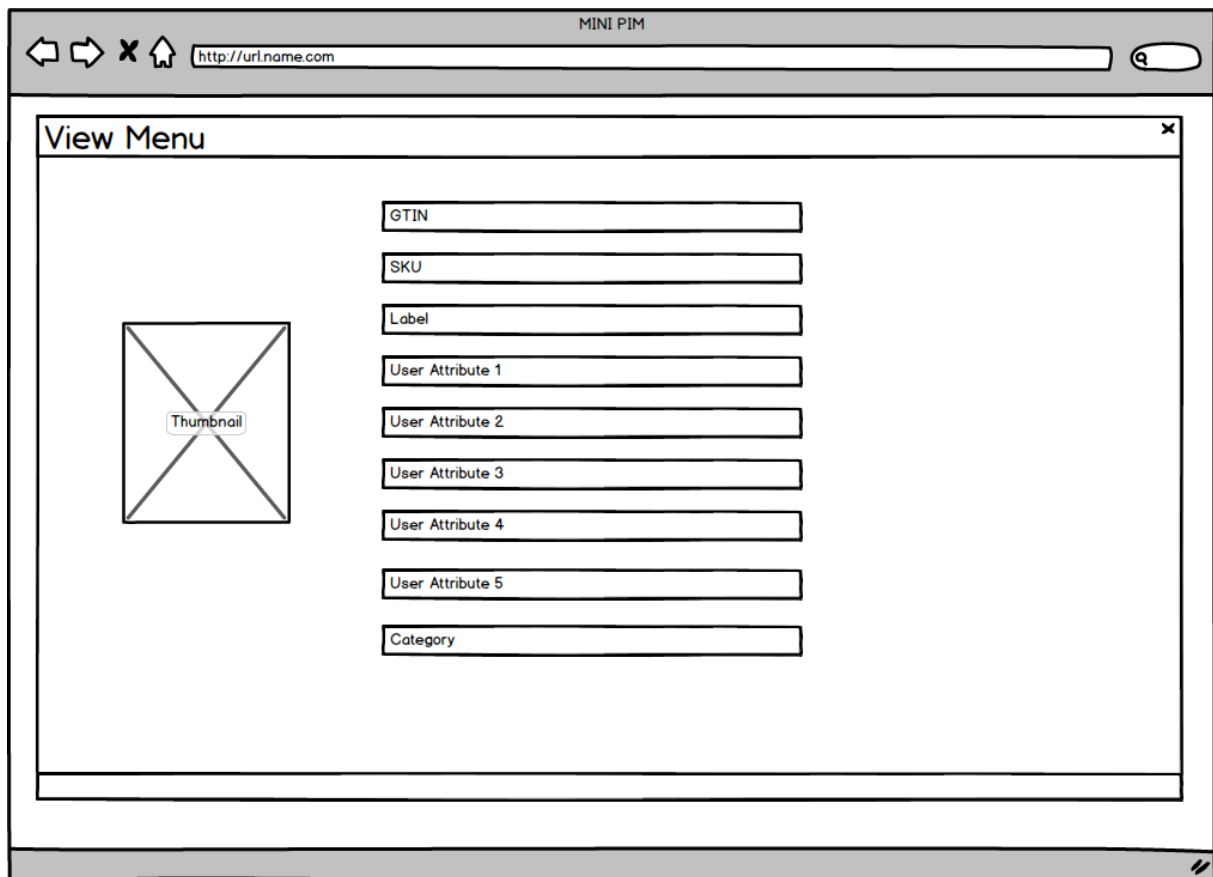 MINI PIM
http://url.name.com
View Menu
GTIN
SKU
Label
User Attribute 1
Thumbnail
User Attribute 2
User Attribute 3
User Attribute 4
User Attribute 5
Category